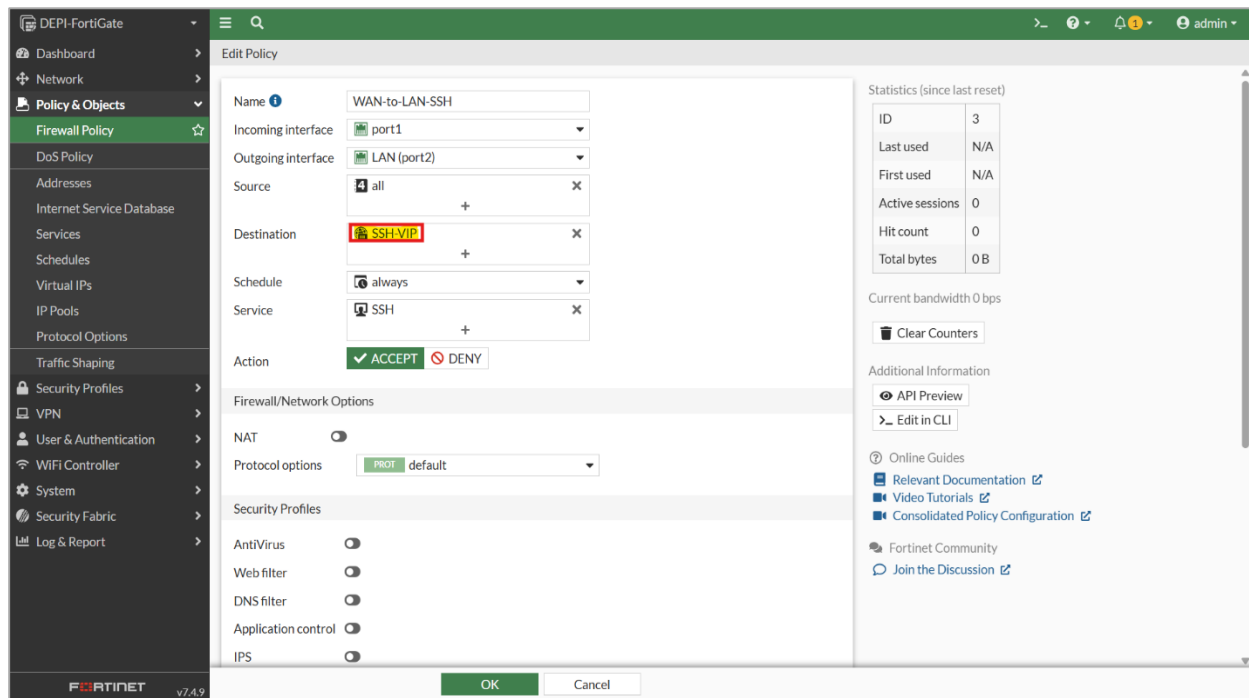 DEPI-FortiGate
>_ ? 1 admin
Dashboard
Network
Policy & Objects
Firewall Policy
DoS Policy
Addresses
Internet Service Database
Services
Schedules
Virtual IPs
IP Pools
Protocol Options
Traffic Shaping
Security Profiles
VPN
User & Authentication
WiFi Controller
System
Security Fabric
Log & Report
FORTINET v7.4.9
Edit Policy
Name WAN-to-LAN-SSH
Incoming interface port1
Outgoing interface LAN (port2)
Source 4 all
+
Destination SSH-VIP
+
Schedule always
Service SSH
+
Action ACCEPT DENY
Firewall/Network Options
NAT
Protocol options PROT default
Security Profiles
AntiVirus
Web filter
DNS filter
Application control
IPS
OK Cancel
Statistics (since last reset)
ID 3
Last used N/A
First used N/A
Active sessions 0
Hit count 0
Total bytes 0 B
Current bandwidth 0 bps
Clear Counters
Additional Information
API Preview
>_ Edit in CLI
Online Guides
Relevant Documentation
Video Tutorials
Consolidated Policy Configuration
Fortinet Community
Join the Discussion